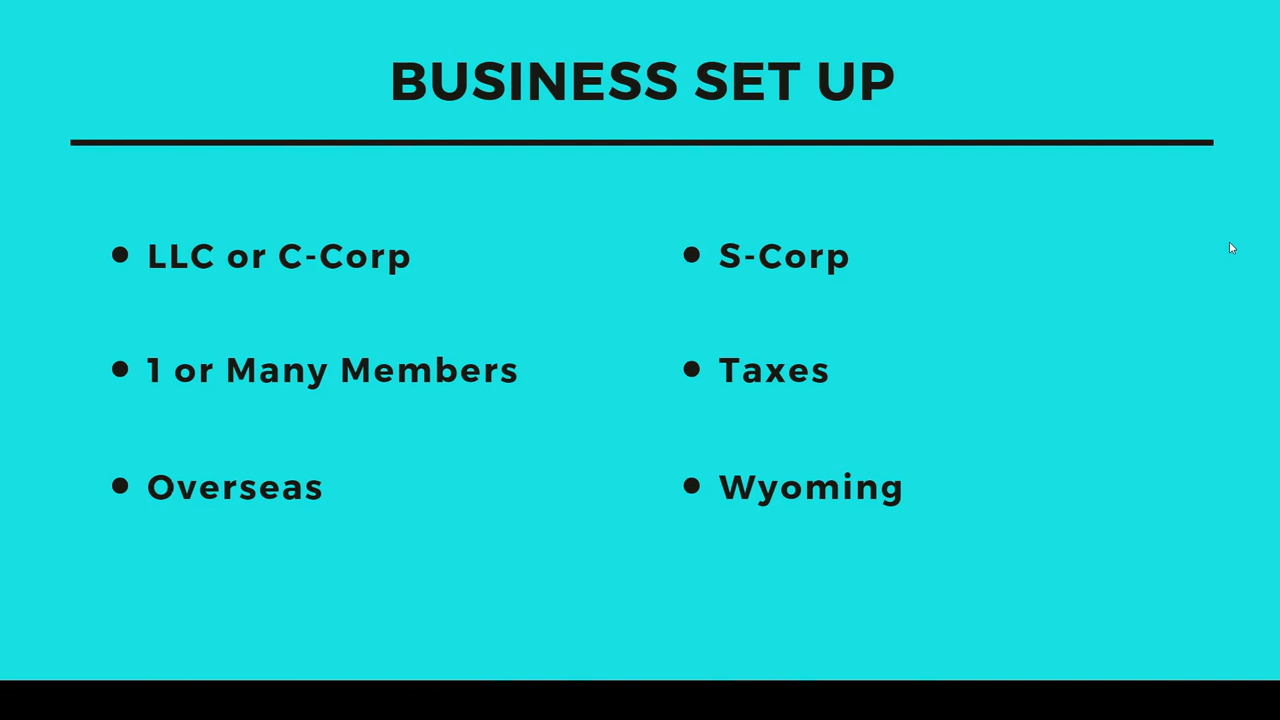 BUSINESS SET UP
• LLC or C-Corp
• 1 or Many Members
• Overseas
• S-Corp
• Taxes
• Wyoming